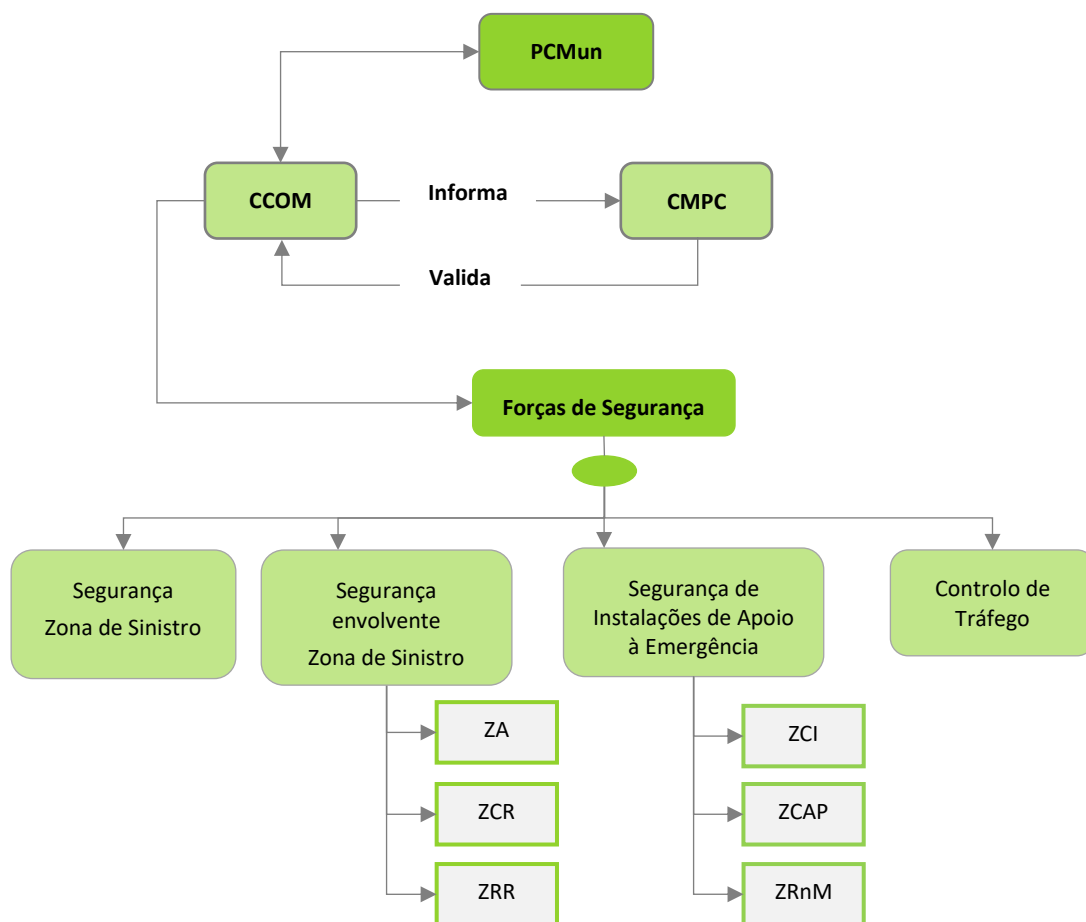 PCMun
CCOM
Informa
CMPC
Valida
Forças de Segurança
Segurança
Zona de Sinistro
Segurança
envolvente
Zona de Sinistro
Segurança de
Instalações de Apoio
à Emergência
Controlo de
Tráfego
ZA
ZCR
ZRR
ZCI
ZCAP
ZRnM